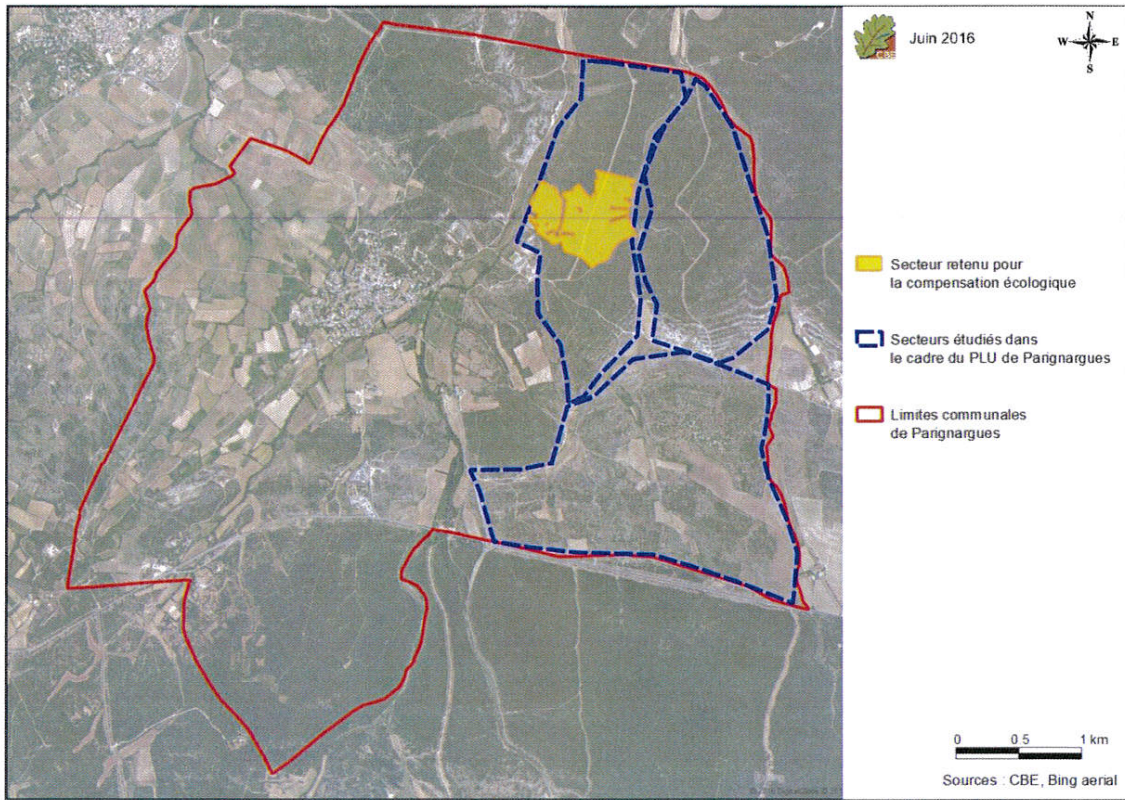 CBE
Juin 2016
N
W E
S
Secteur retenu pour
la compensation écologique
Secteurs étudiés dans
le cadre du PLU de Parignargues
Limites communales
de Parignargues
0 0 5 1 km
Sources : CBE, Bing aerial